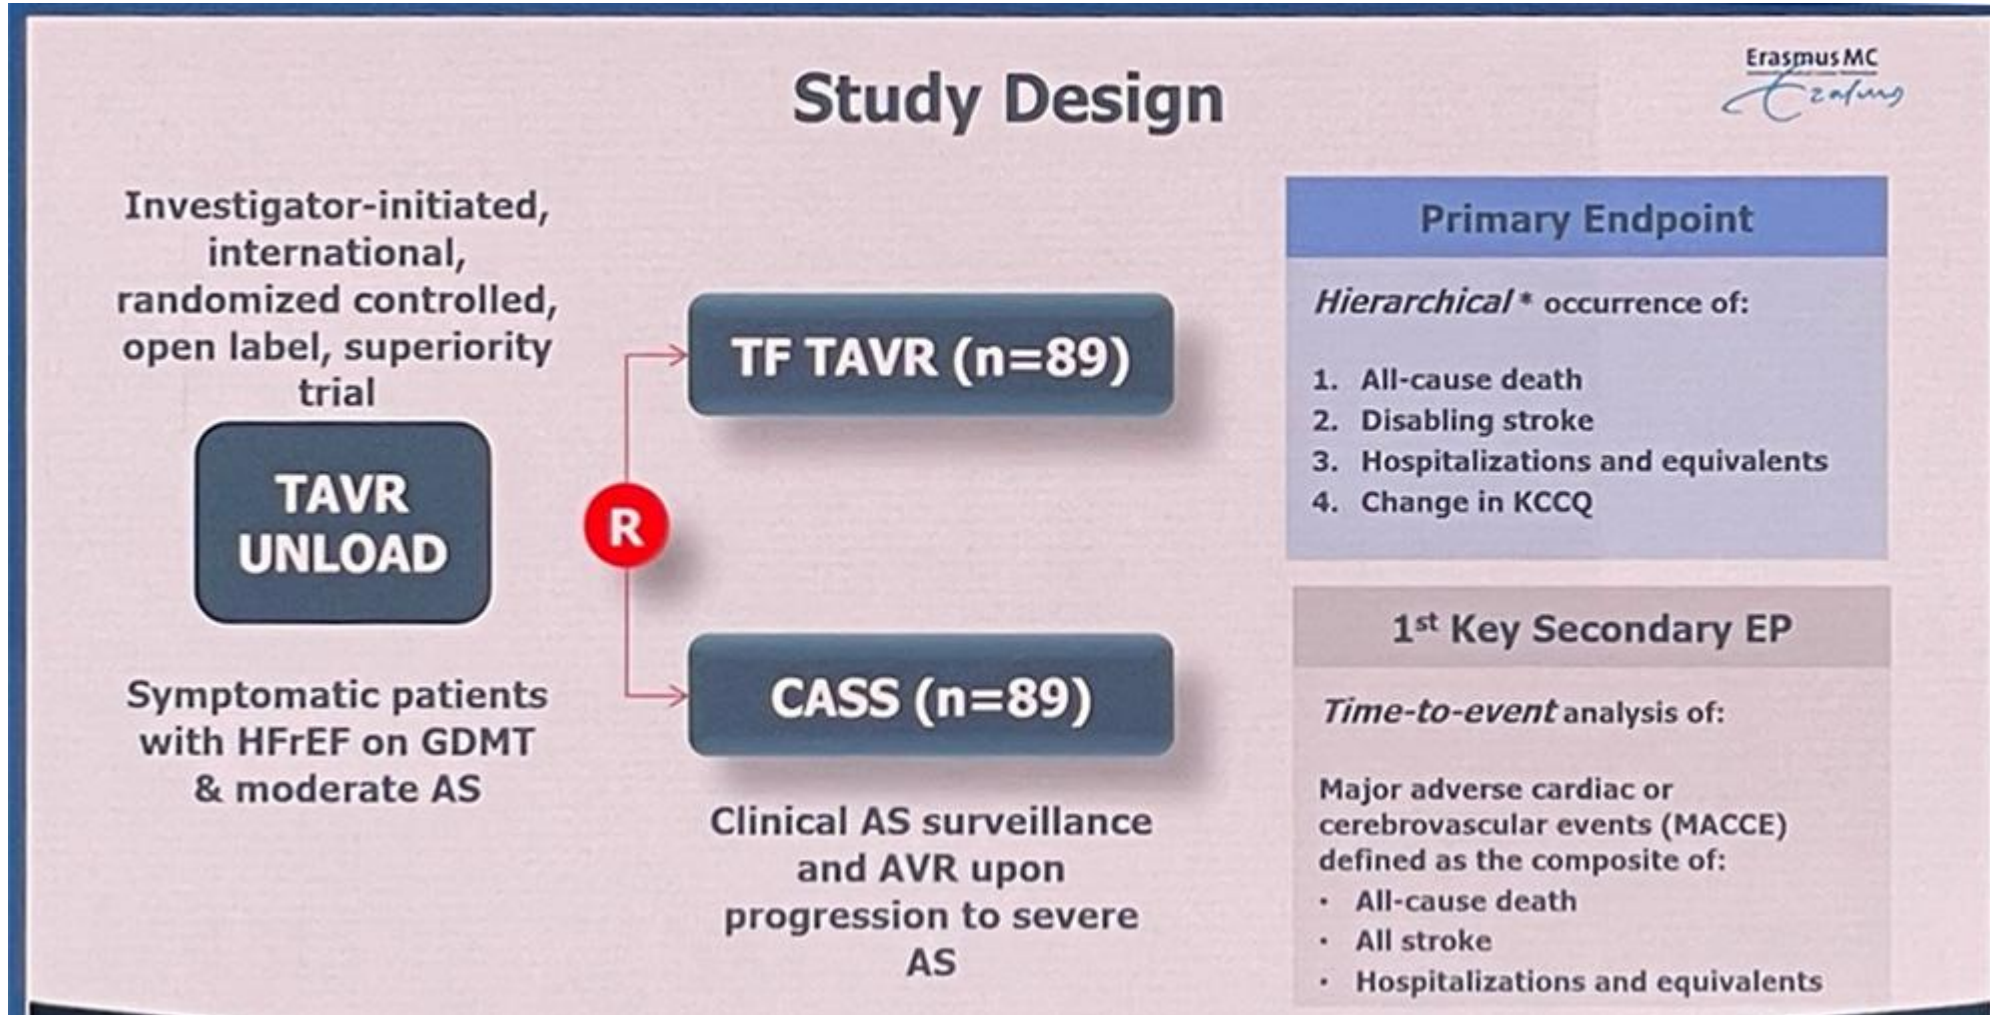 Study Design
Erasmus MC
Erasmus
Investigator-initiated,
international,
randomized controlled,
open label, superiority
trial
TAVR
UNLOAD
Symptomatic patients
with HFrEF on GDMT
& moderate AS
R
TF TAVR (n=89)
CASS (n=89)
Clinical AS surveillance
and AVR upon
progression to severe
AS
Primary Endpoint
Hierarchical * occurrence of:
1. All-cause death
2. Disabling stroke
3. Hospitalizations and equivalents
4. Change in KCCQ
1st Key Secondary EP
Time-to-event analysis of:
Major adverse cardiac or
cerebrovascular events (MACCE)
defined as the composite of:
· All-cause death
· All stroke
· Hospitalizations and equivalents